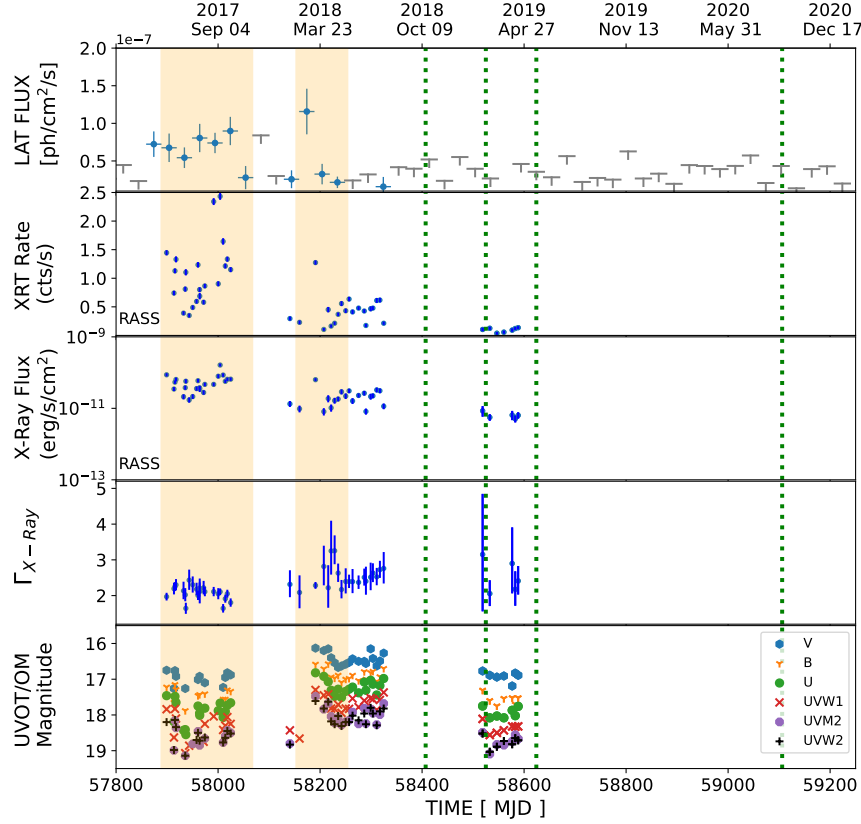 2017 2018 2018 2019 2019 2020 2020
Sep 04 Mar 23 Oct 09 Apr 27 Nov 13 May 31 Dec 17
1e−7
2.0
1.5
1.0
0.5
LAT FLUX
[ph/cm²/s]
2.5
2.0
1.5
1.0
0.5
XRT Rate
(cts/s)
RASS
10⁻⁹
10⁻¹¹
10⁻¹³
X-Ray Flux
(erg/s/cm²)
RASS
5
4
3
2
Γ_{X−Ray}
16
17
18
19
UVOT/OM
Magnitude
V
B
U
UVW1
UVM2
UVW2
57800 58000 58200 58400 58600 58800 59000 59200
TIME [ MJD ]